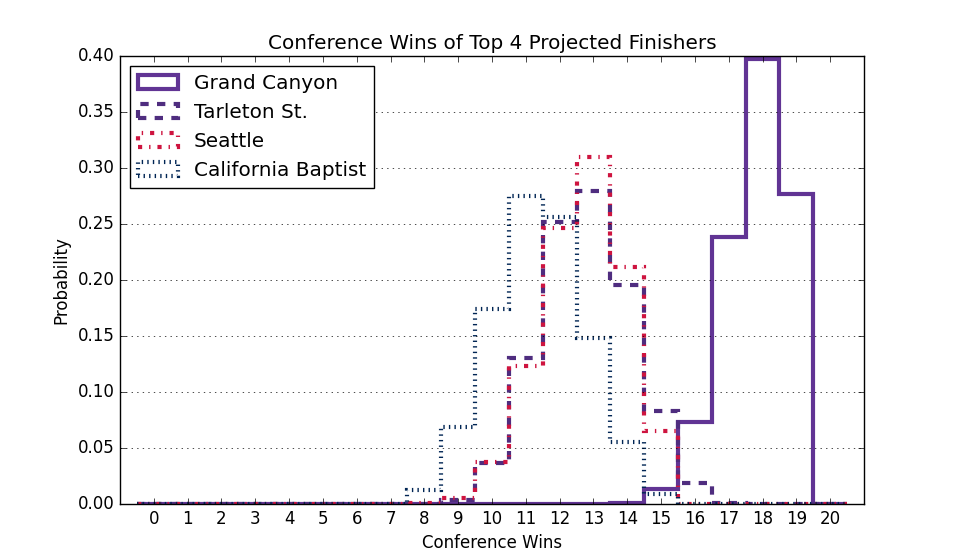 Conference Wins of Top 4 Projected Finishers
Grand Canyon
Tarleton St.
Seattle
California Baptist
0.40
0.35
0.30
0.25
0.20
0.15
0.10
0.05
0.00
Probability
0 1 2 3 4 5 6 7 8 9 10 11 12 13 14 15 16 17 18 19 20
Conference Wins